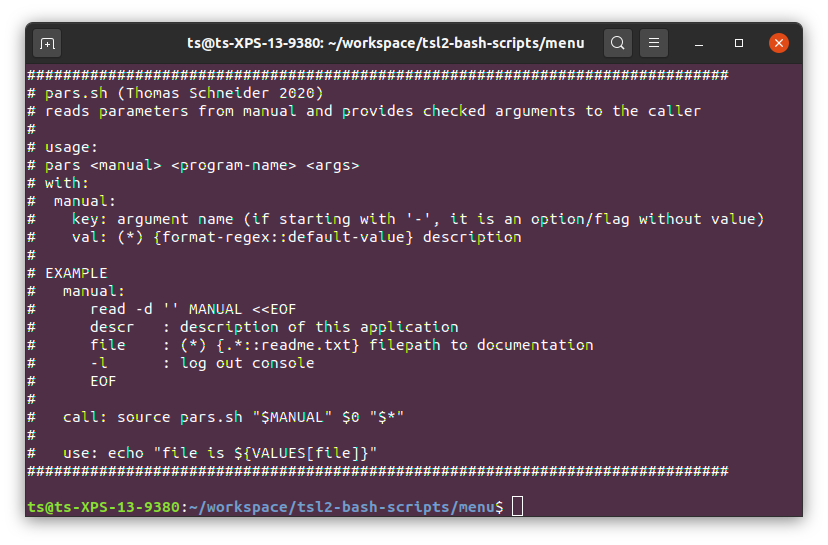 ts@ts-XPS-13-9380: ~/workspace/tsl2-bash-scripts/menu
##############################################################################
# pars.sh (Thomas Schneider 2020)
# reads parameters from manual and provides checked arguments to the caller
#
# usage:
# pars <manual> <program-name> <args>
# with:
#  manual:
#    key: argument name (if starting with '-', it is an option/flag without value)
#    val: (*) {format-regex::default-value} description
#
# EXAMPLE
#   manual:
#      read -d '' MANUAL <<EOF
#      descr   : description of this application
#      file    : (*) {.*::readme.txt} filepath to documentation
#      -l      : log out console
#      EOF
#
#   call: source pars.sh "$MANUAL" $0 "$*"
#
#   use: echo "file is ${VALUES[file]}"
##############################################################################
ts@ts-XPS-13-9380:~/workspace/tsl2-bash-scripts/menu$